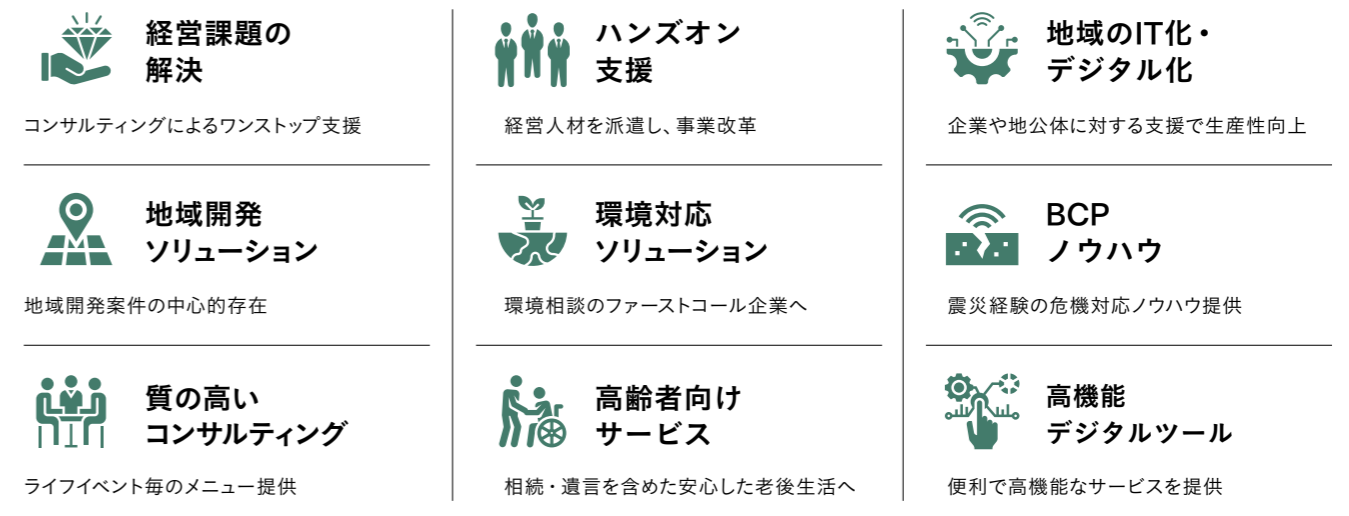 経営課題の
解決
コンサルティングによるワンストップ支援
ハンズオン
支援
経営人材を派遣し、事業改革
地域のIT化・
デジタル化
企業や地公体に対する支援で生産性向上
地域開発
ソリューション
地域開発案件の中心的存在
環境対応
ソリューション
環境相談のファーストコール企業へ
BCP
ノウハウ
震災経験の危機対応ノウハウ提供
質の高い
コンサルティング
ライフイベント毎のメニュー提供
高齢者向け
サービス
相続・遺言を含めた安心した老後生活へ
高機能
デジタルツール
便利で高機能なサービスを提供